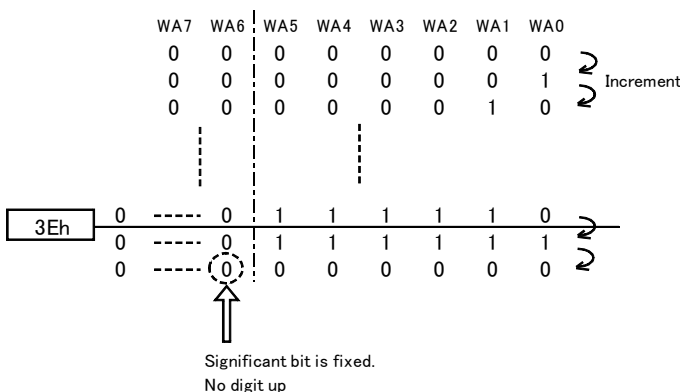 WA7 WA6 WA5 WA4 WA3 WA2 WA1 WA0
0 0 0 0 0 0 0 0
0 0 0 0 0 0 0 1
Increment
0 0 0 0 0 0 1 0
0 ----- 0 1 1 1 1 1 0
3Eh
0 ----- 0 1 1 1 1 1 1
0 ----- 0 0 0 0 0 0 0
Significant bit is fixed.
No digit up